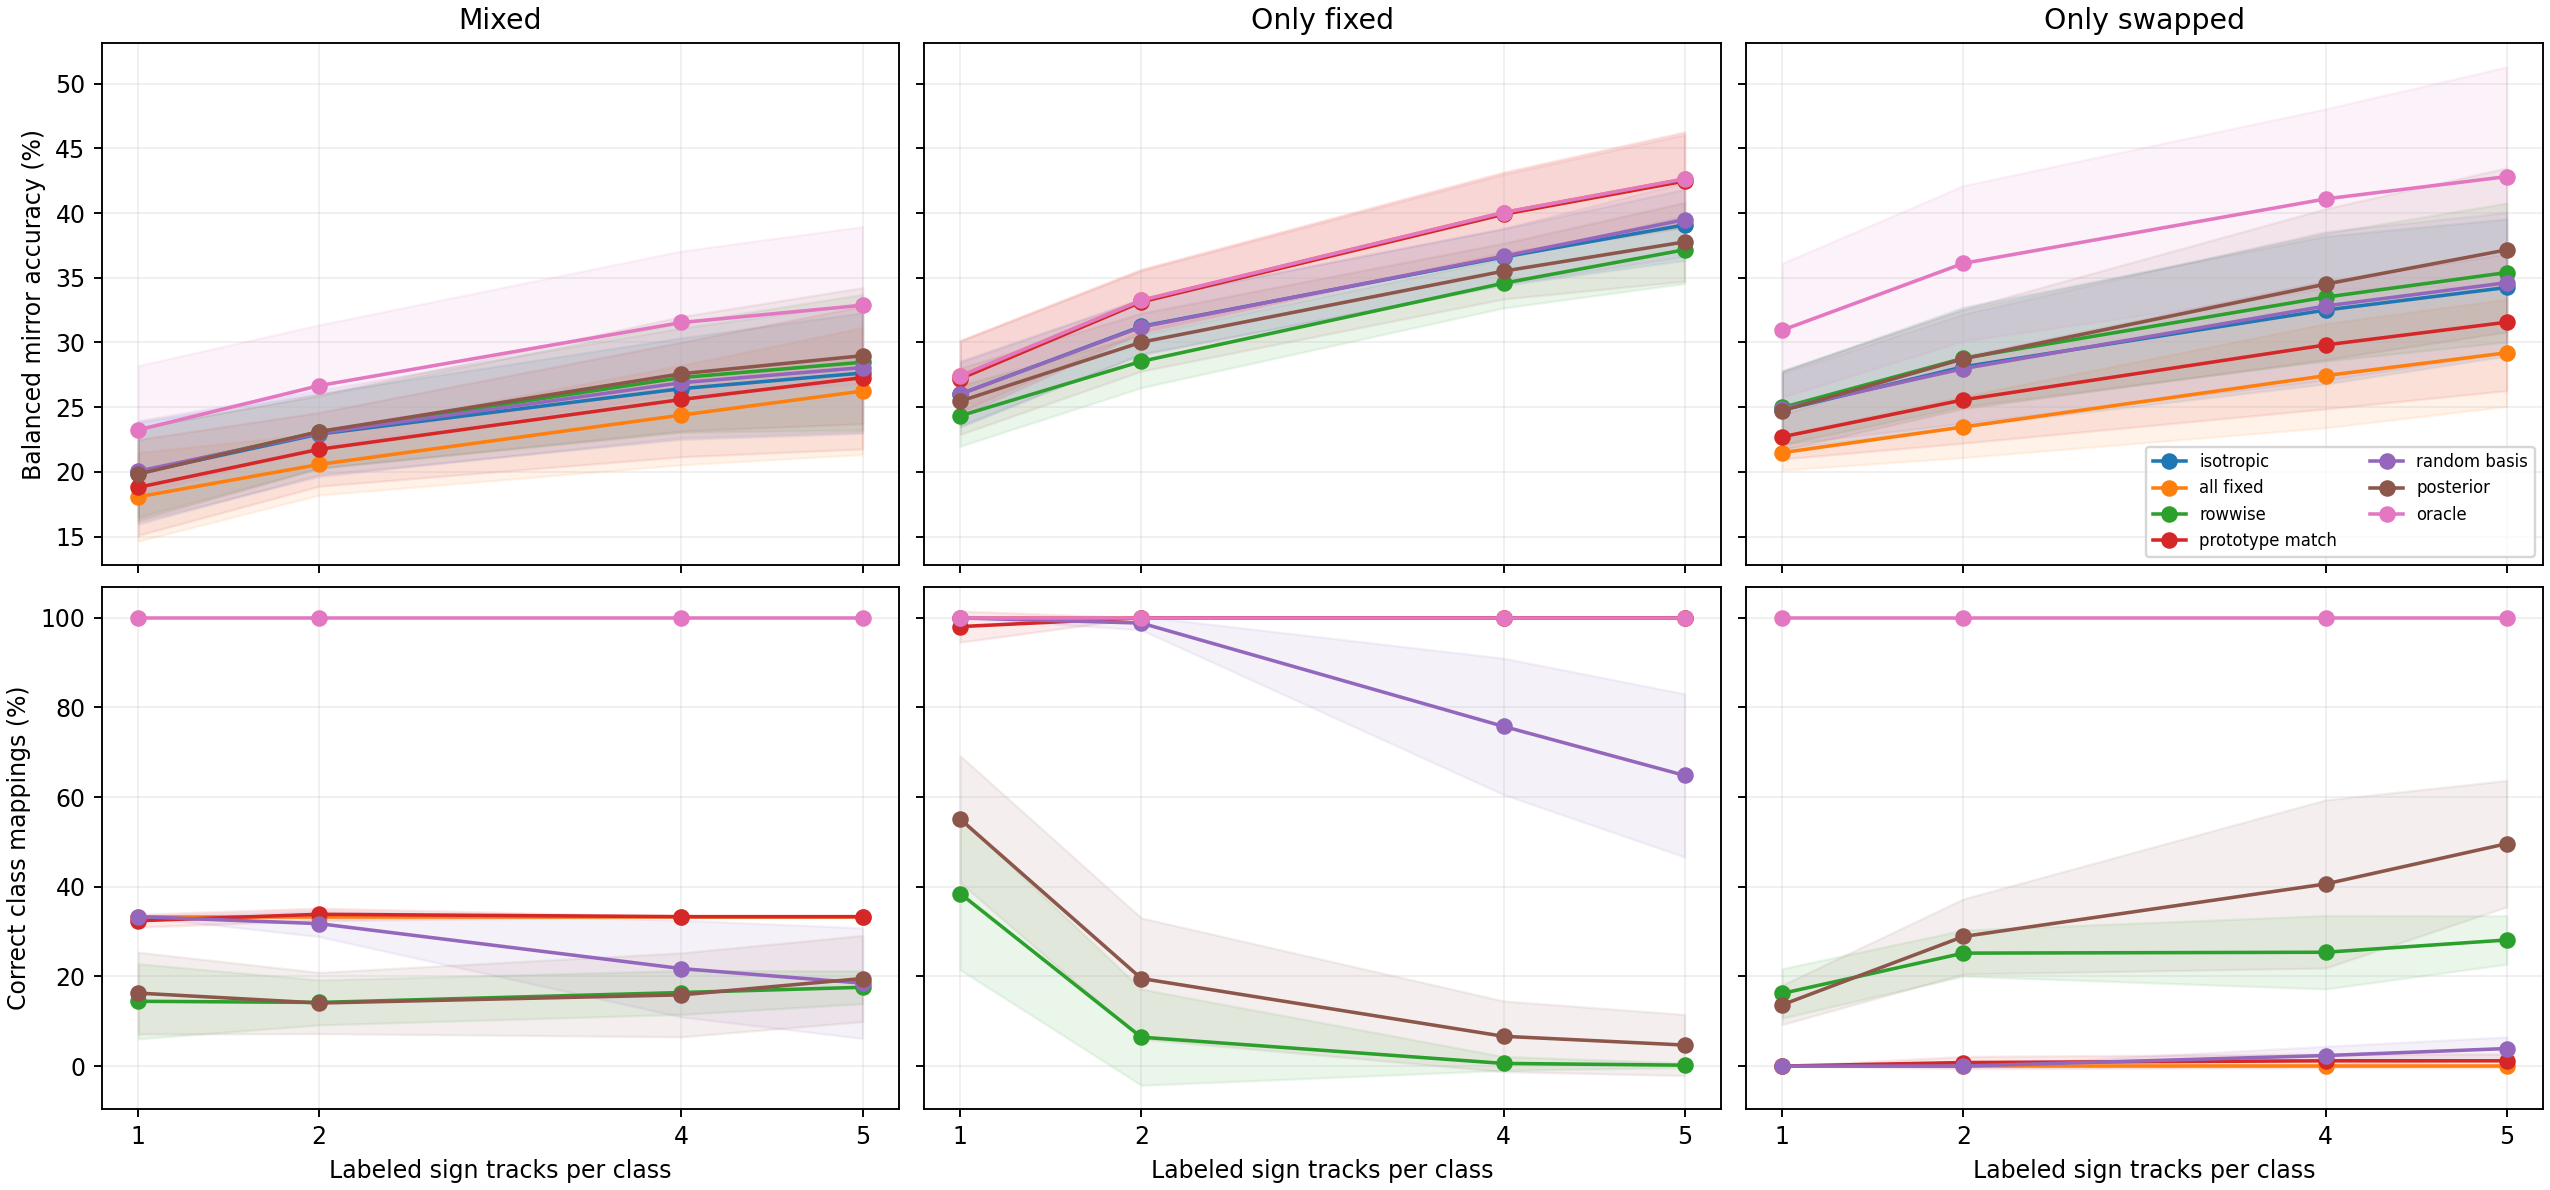 Mixed
Only fixed
Only swapped
Balanced mirror accuracy (%)
50
45
40
35
30
25
20
15
isotropic
all fixed
rowwise
prototype match
random basis
posterior
oracle
Correct class mappings (%)
100
80
60
40
20
0
1 2 4 5
1 2 4 5
1 2 4 5
Labeled sign tracks per class
Labeled sign tracks per class
Labeled sign tracks per class